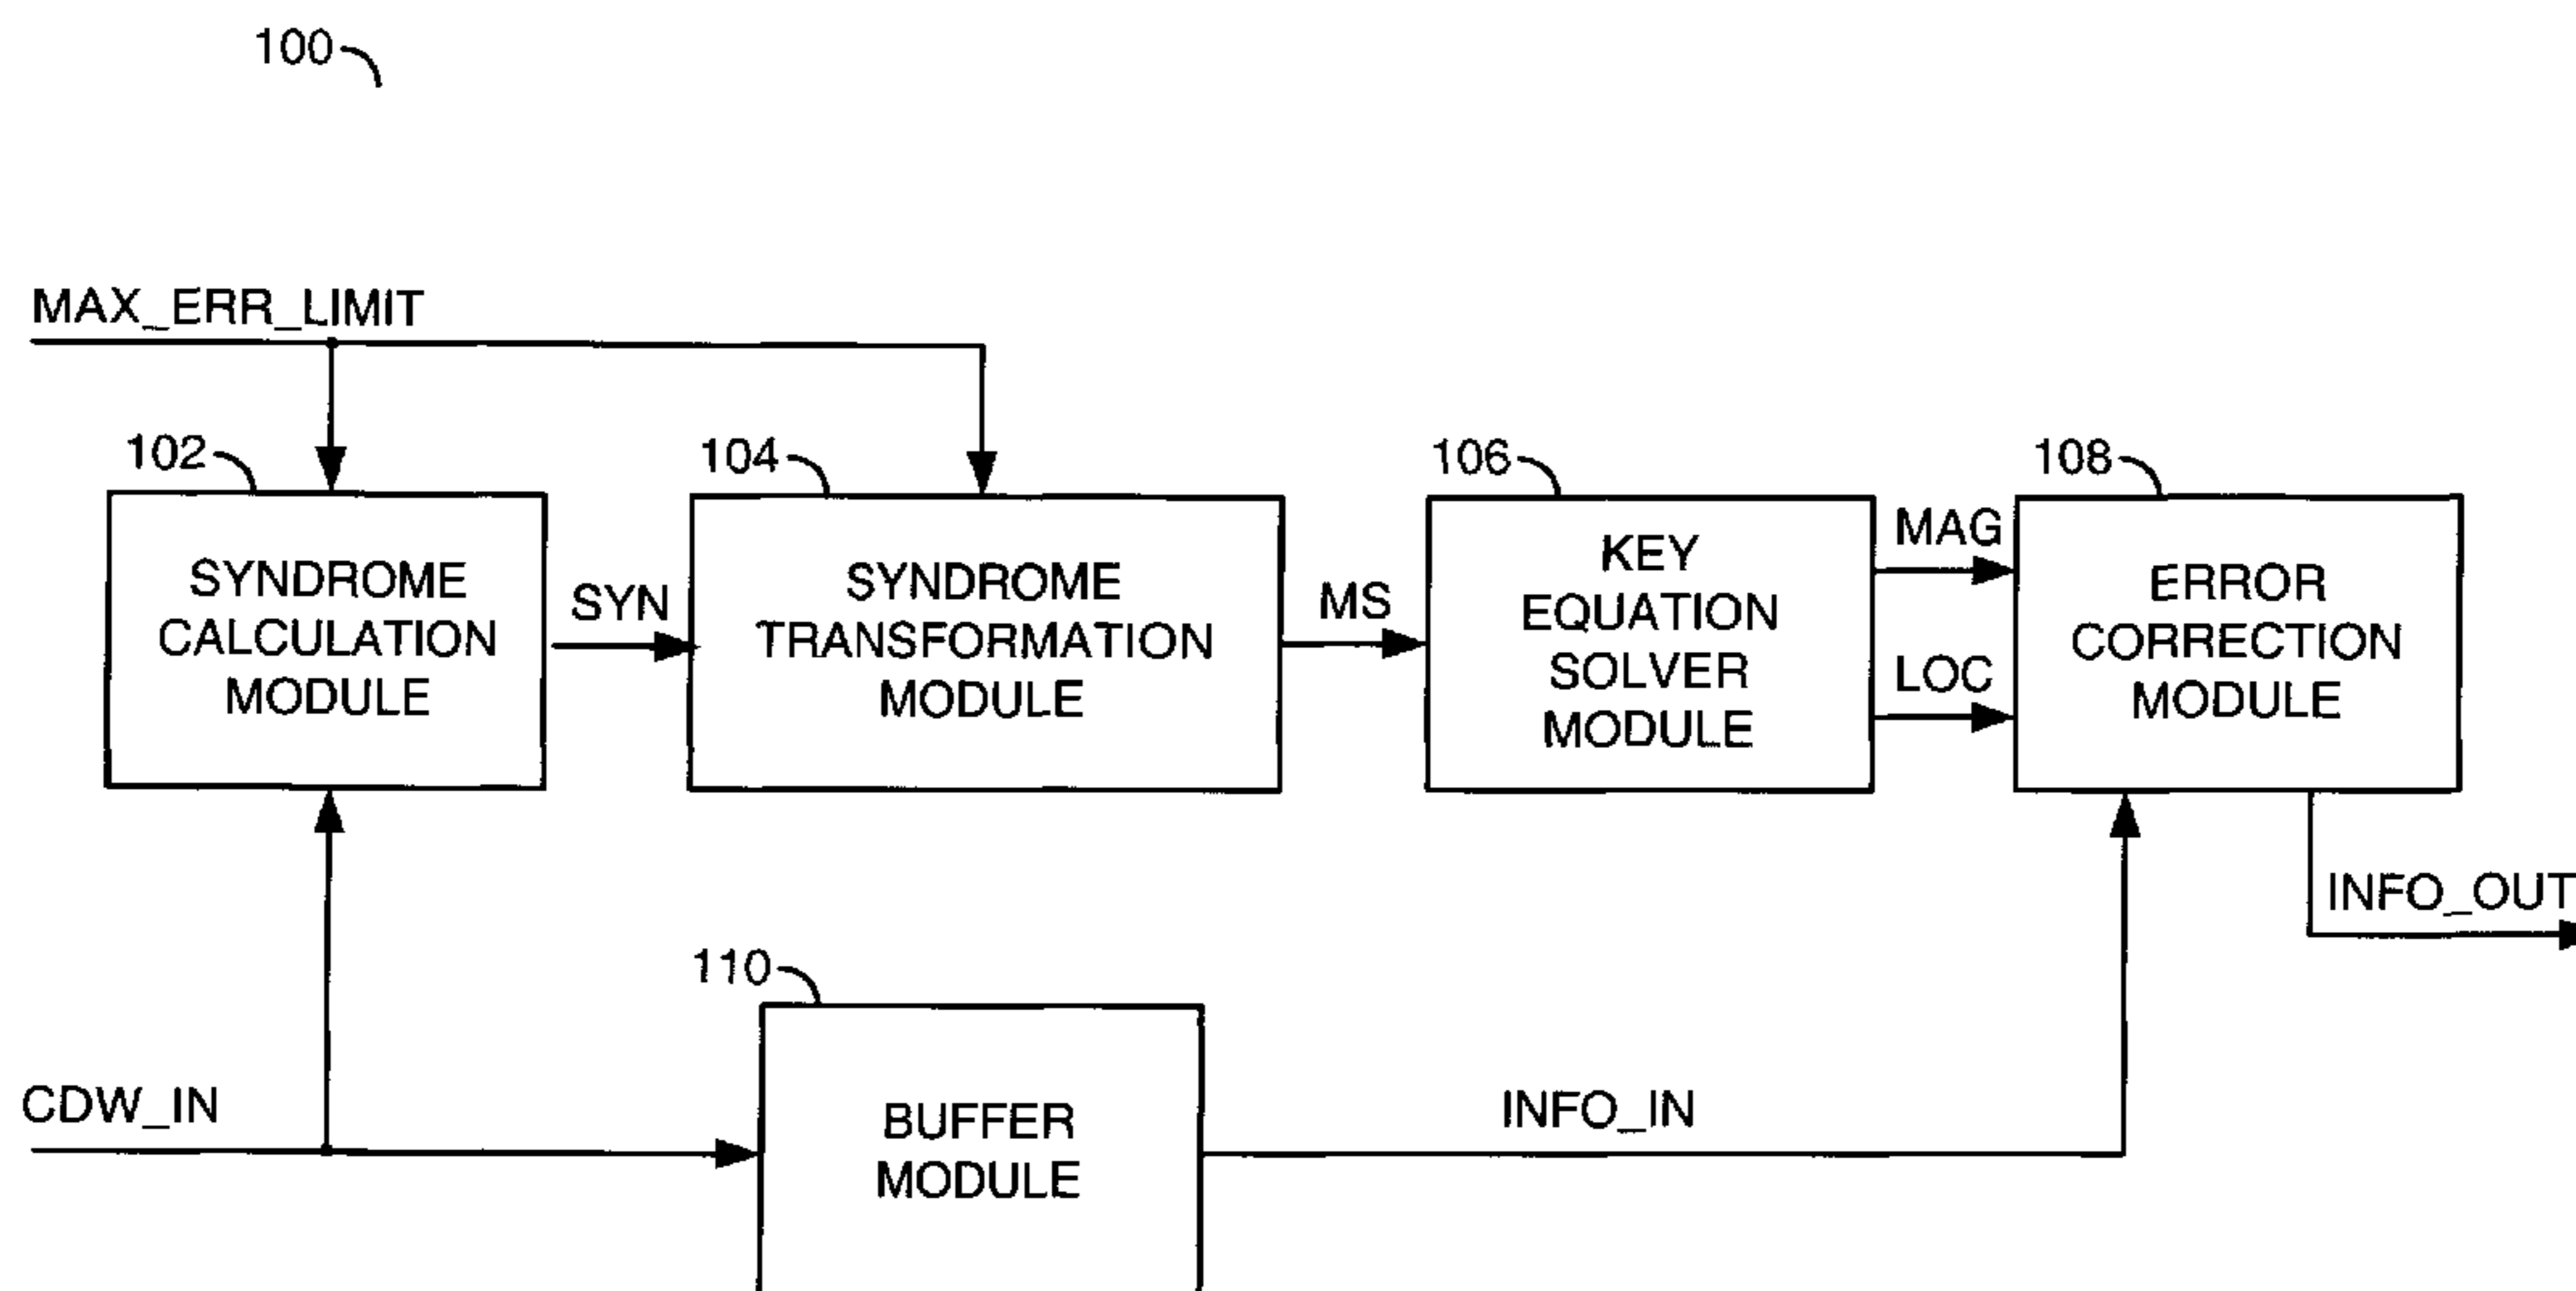 100
MAX_ERR_LIMIT
102
104
106
108
SYNDROME
CALCULATION
MODULE
SYN
SYNDROME
TRANSFORMATION
MODULE
MS
KEY
EQUATION
SOLVER
MODULE
MAG
LOC
ERROR
CORRECTION
MODULE
INFO_OUT
110
CDW_IN
BUFFER
MODULE
INFO_IN